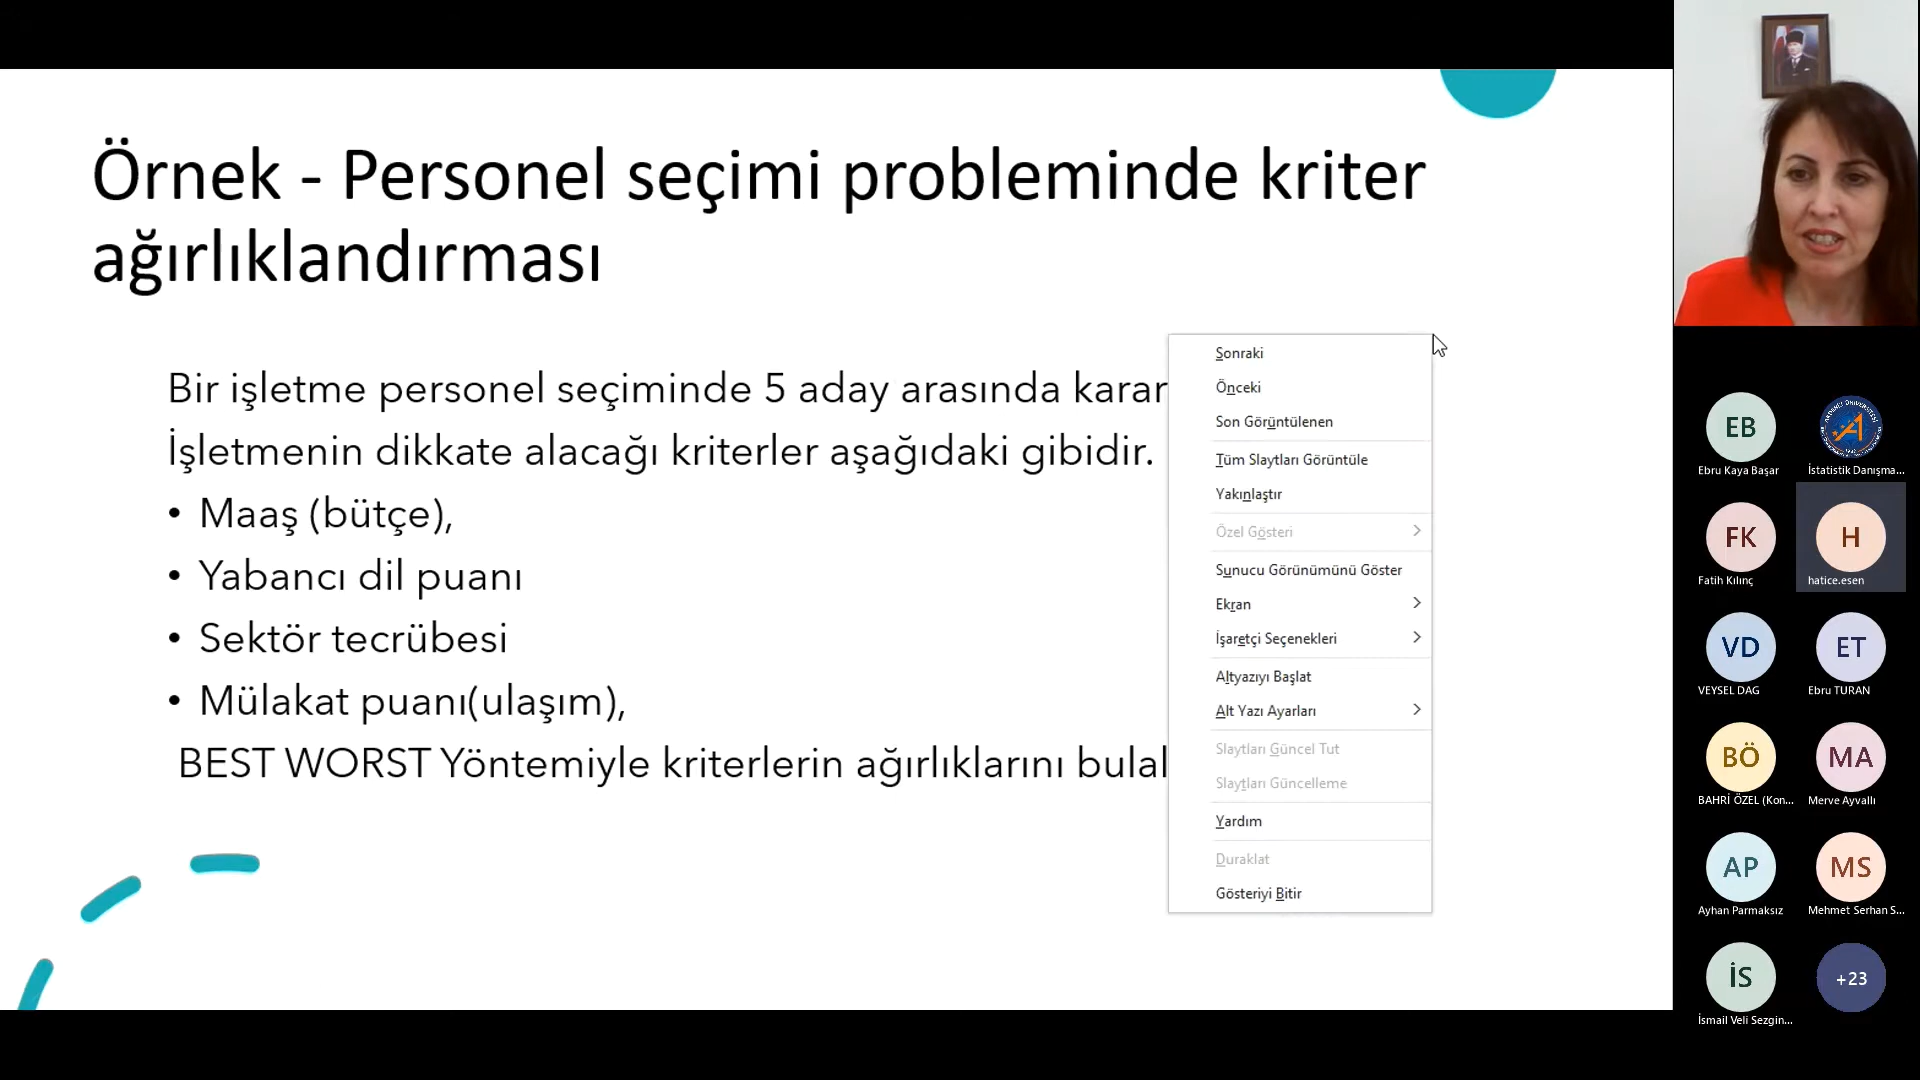 Örnek - Personel seçimi probleminde kriter
ağırlıklandırması
Bir işletme personel seçiminde 5 aday arasında karar
İşletmenin dikkate alacağı kriterler aşağıdaki gibidir.
• Maaş (bütçe),
• Yabancı dil puanı
• Sektör tecrübesi
• Mülakat puanı(ulaşım),
BEST WORST Yöntemiyle kriterlerin ağırlıklarını bulal
Sonraki
Önceki
Son Görüntülenen
Tüm Slaytları Görüntüle
Yakınlaştır
Özel Gösteri
Sunucu Görünümünü Göster
Ekran
İşaretçi Seçenekleri
Altyazıyı Başlat
Alt Yazı Ayarları
Slaytları Güncel Tut
Slaytları Güncelleme
Yardım
Duraklat
Gösteriyi Bitir
EB
Ebru Kaya Başar
İstatistik Danışma...
FK
H
Fatih Kılınç
hatice.esen
VD
ET
VEYSEL DAG
Ebru TURAN
BÖ
MA
BAHRİ ÖZEL (Kon...
Merve Ayvallı
AP
MS
Ayhan Parmaksız
Mehmet Serhan S...
İS
+23
İsmail Veli Sezgin...